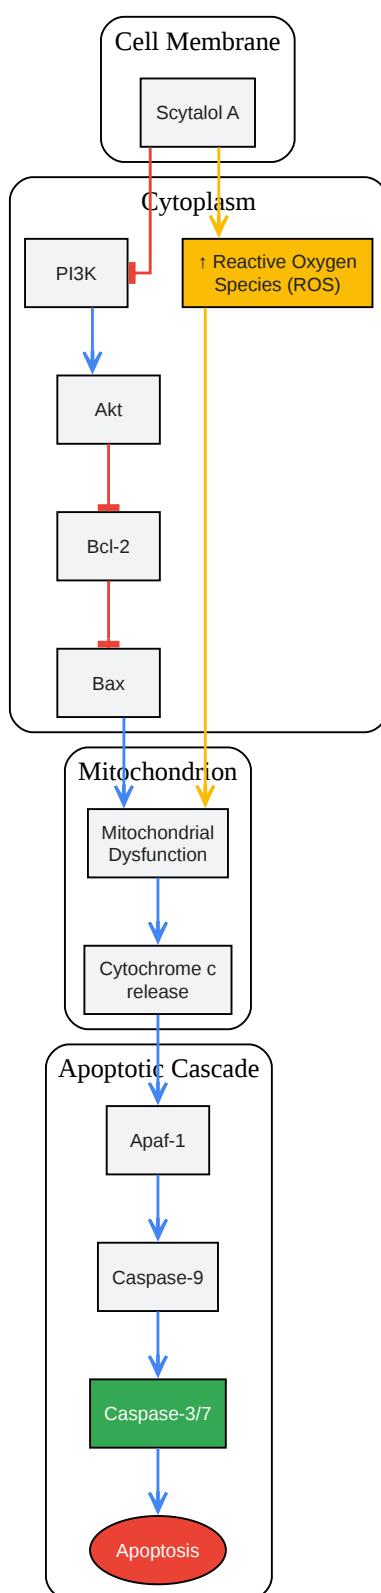 Cell Membrane
Scytalol A
Cytoplasm
PI3K
↑ Reactive Oxygen
Species (ROS)
Akt
Bcl-2
Bax
Mitochondrion
Mitochondrial
Dysfunction
Cytochrome c
release
Apoptotic Cascade
Apaf-1
Caspase-9
Caspase-3/7
Apoptosis